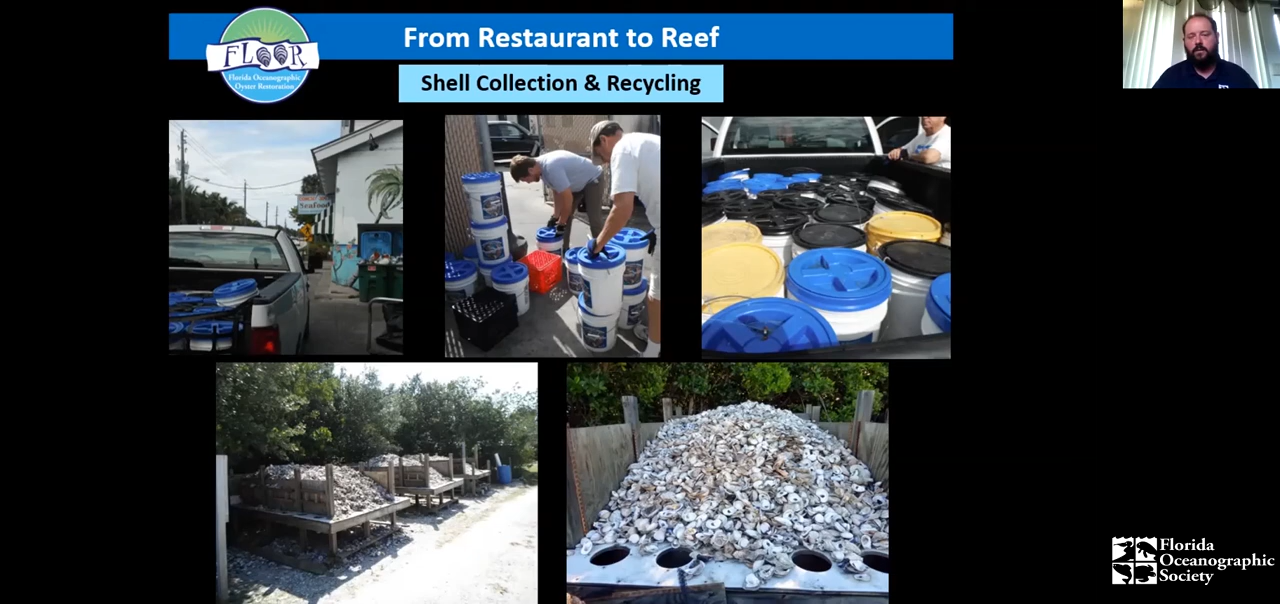 From Restaurant to Reef
FLOOR
Florida Oceanographic
Oyster Restoration
Shell Collection & Recycling
Seafood
Florida
Oceanographic
Society